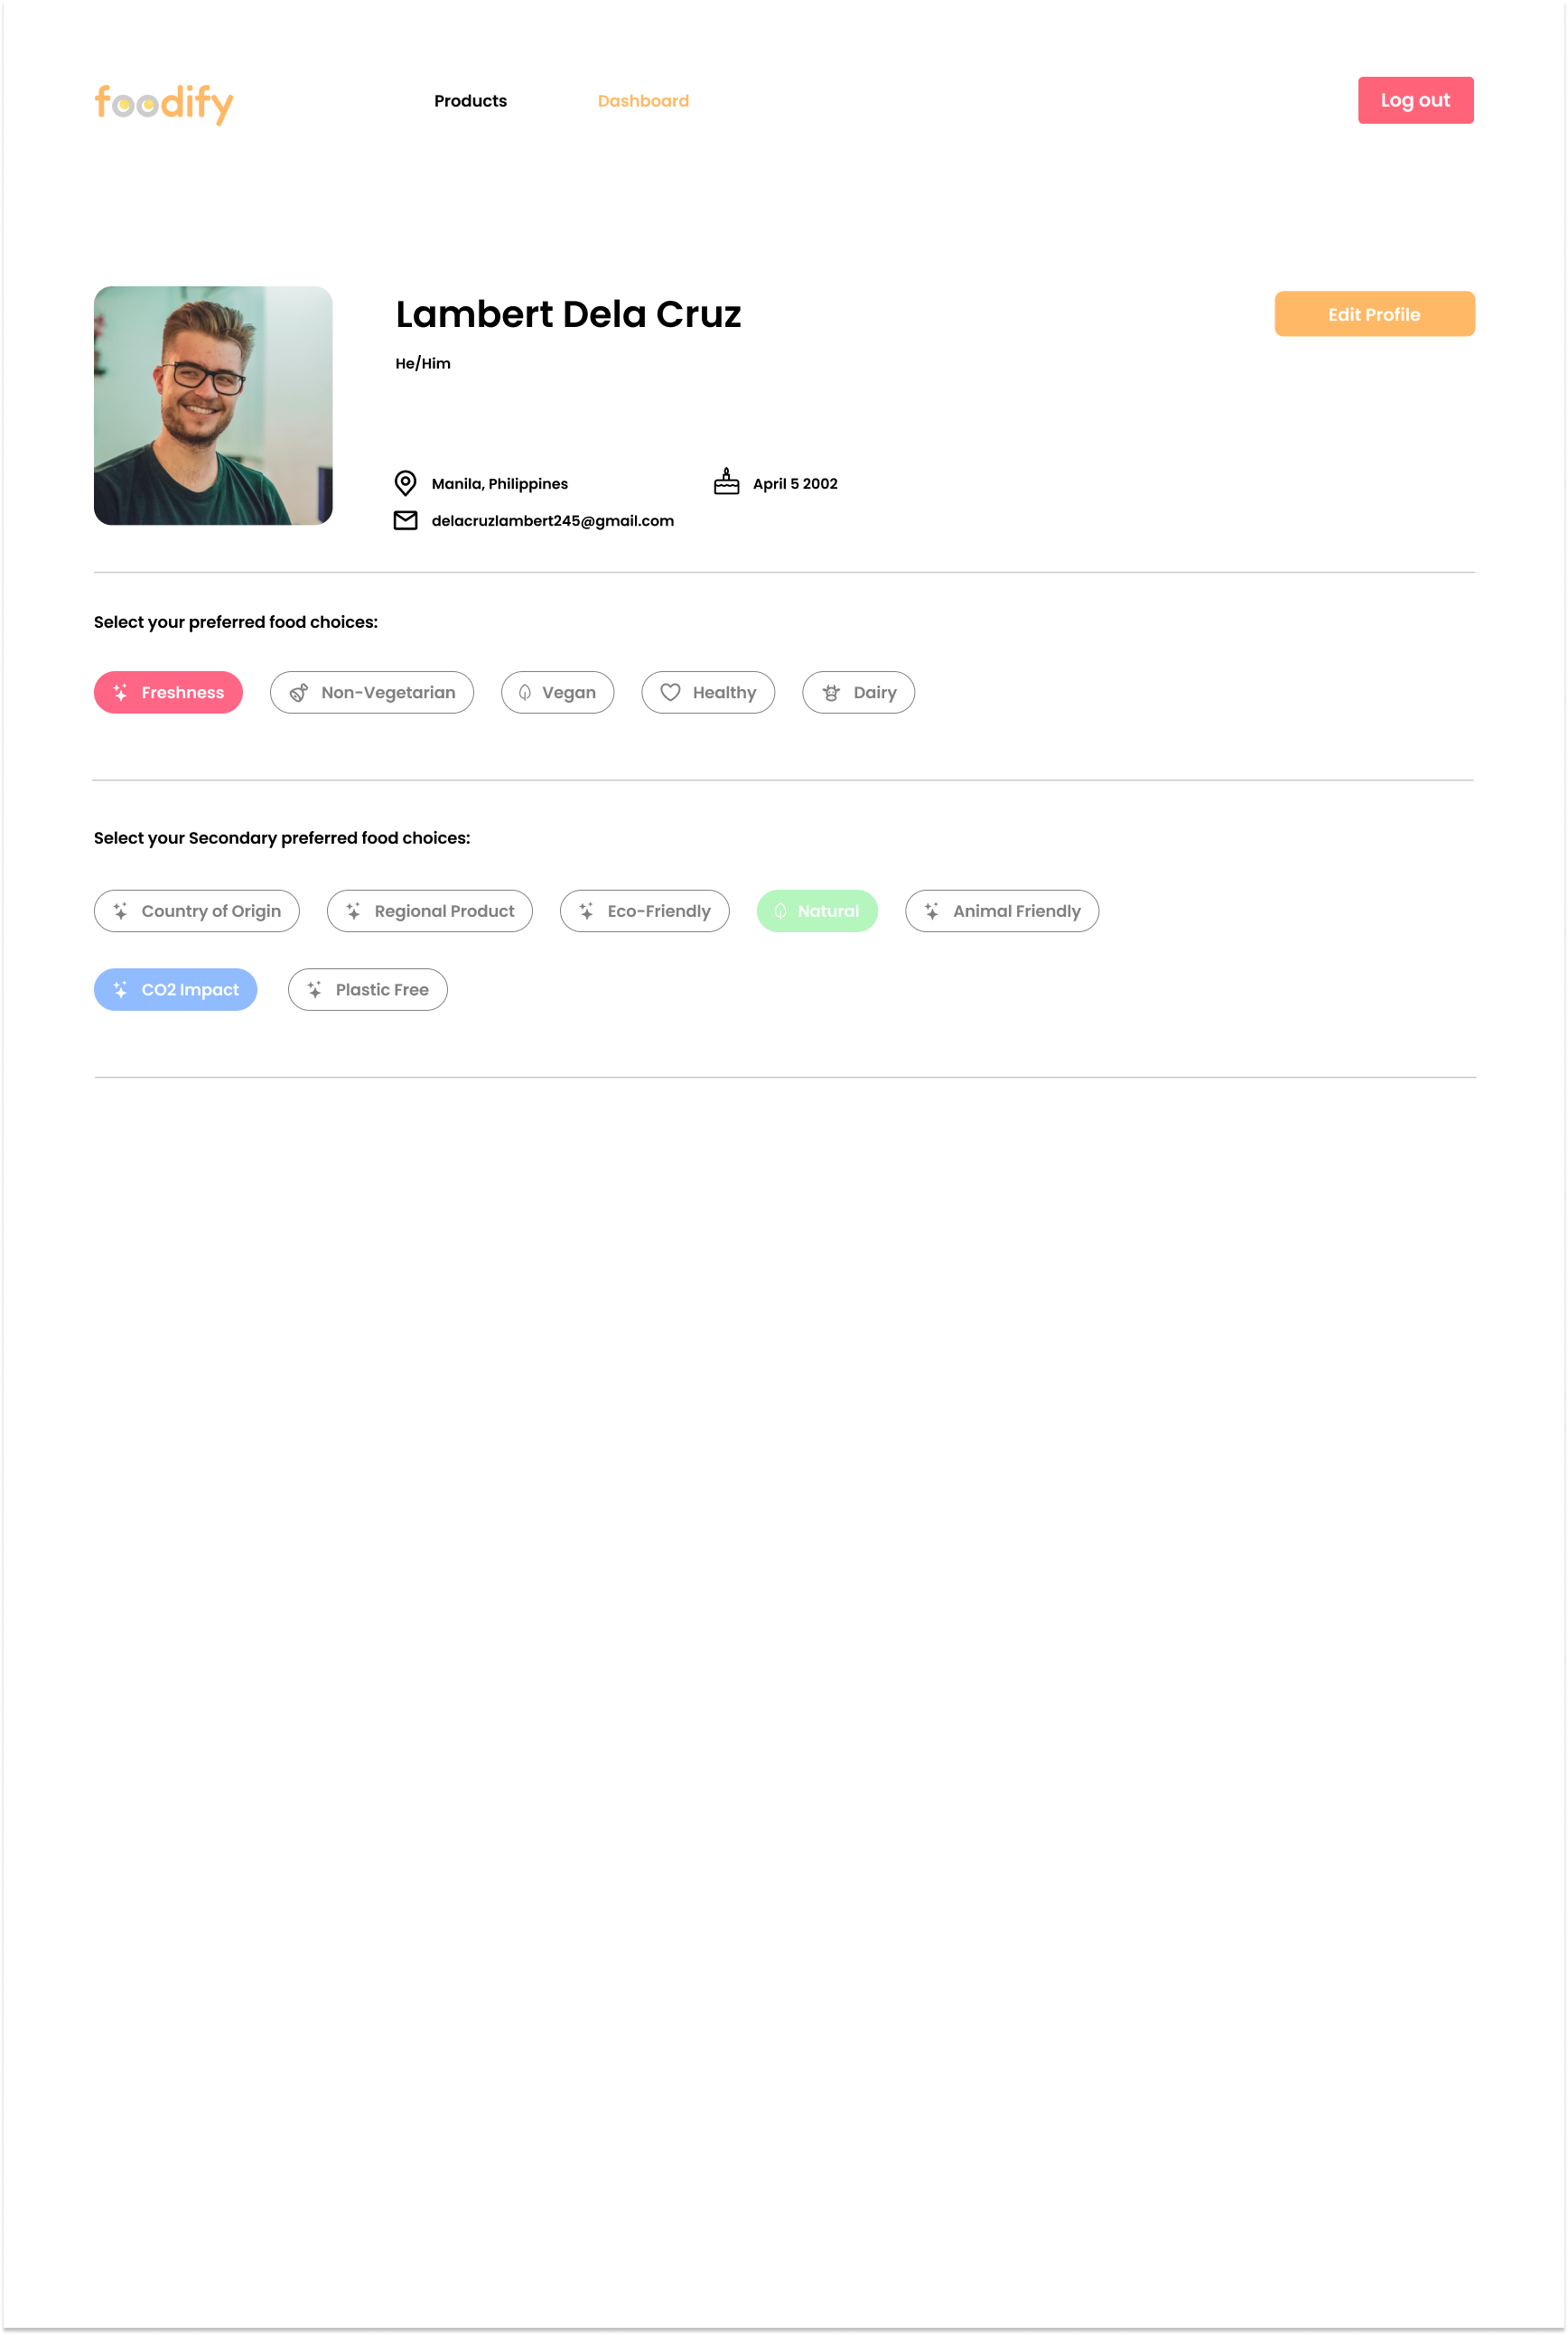 foodify
Products
Dashboard
Log out
Lambert Dela Cruz
Edit Profile
He/Him
Manila, Philippines
April 5 2002
delacruzlambert245@gmail.com
Select your preferred food choices:
Freshness
Non-Vegetarian
Vegan
Healthy
Dairy
Select your Secondary preferred food choices:
Country of Origin
Regional Product
Eco-Friendly
Natural
Animal Friendly
CO2 Impact
Plastic Free